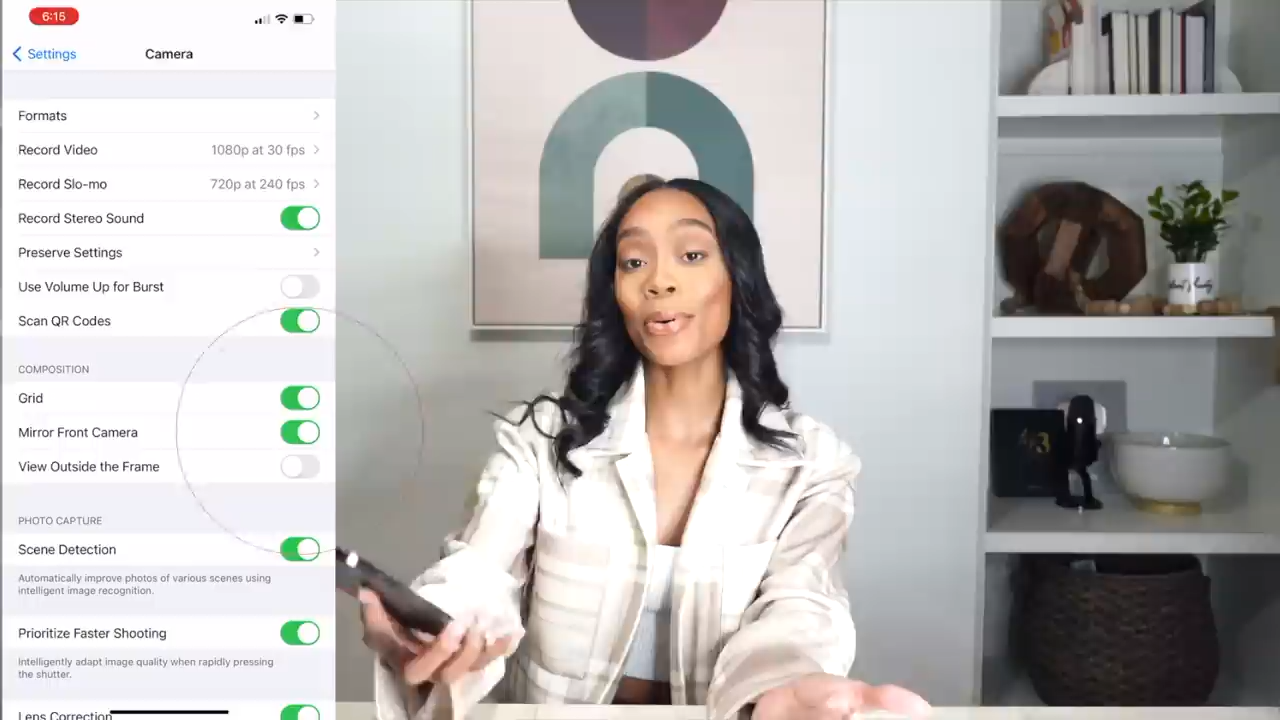 6:15
Settings
Camera
Formats
Record Video 1080p at 30 fps
Record Slo-mo 720p at 240 fps
Record Stereo Sound
Preserve Settings
Use Volume Up for Burst
Scan QR Codes
COMPOSITION
Grid
Mirror Front Camera
View Outside the Frame
PHOTO CAPTURE
Scene Detection
Automatically improve photos of various scenes using
intelligent image recognition.
Prioritize Faster Shooting
Intelligently adapt image quality when rapidly pressing
the shutter.
Lens Correction